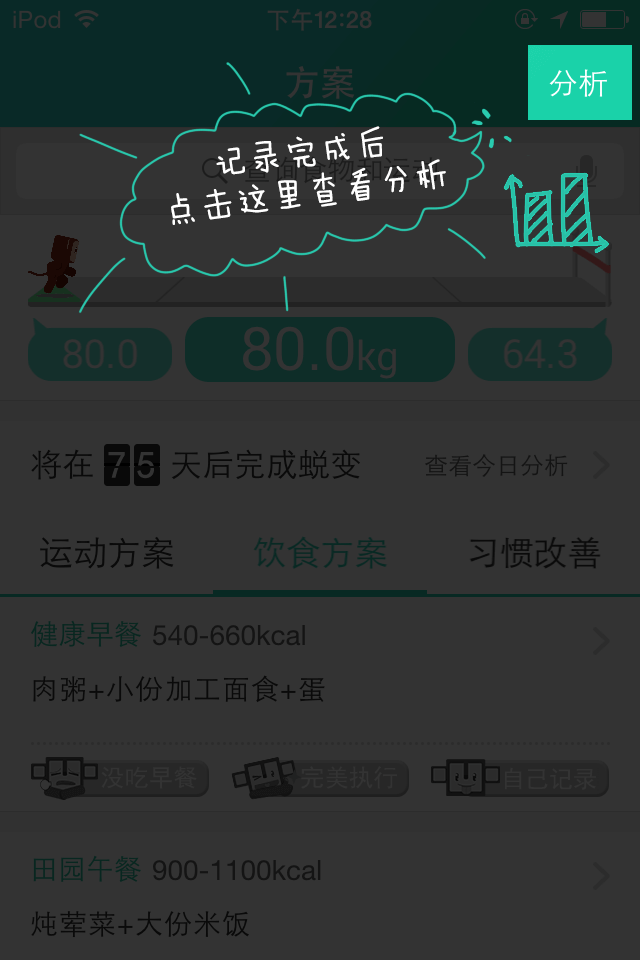 iPod 下午12:28
方案
分析
记录完成后
点击这里查看分析
80.0
80.0kg
64.3
将在 75 天后完成蜕变 查看今日分析
运动方案 饮食方案 习惯改善
健康早餐 540-660kcal
肉粥+小份加工面食+蛋
没吃早餐 完美执行 自己记录
田园午餐 900-1100kcal
炖荤菜+大份米饭